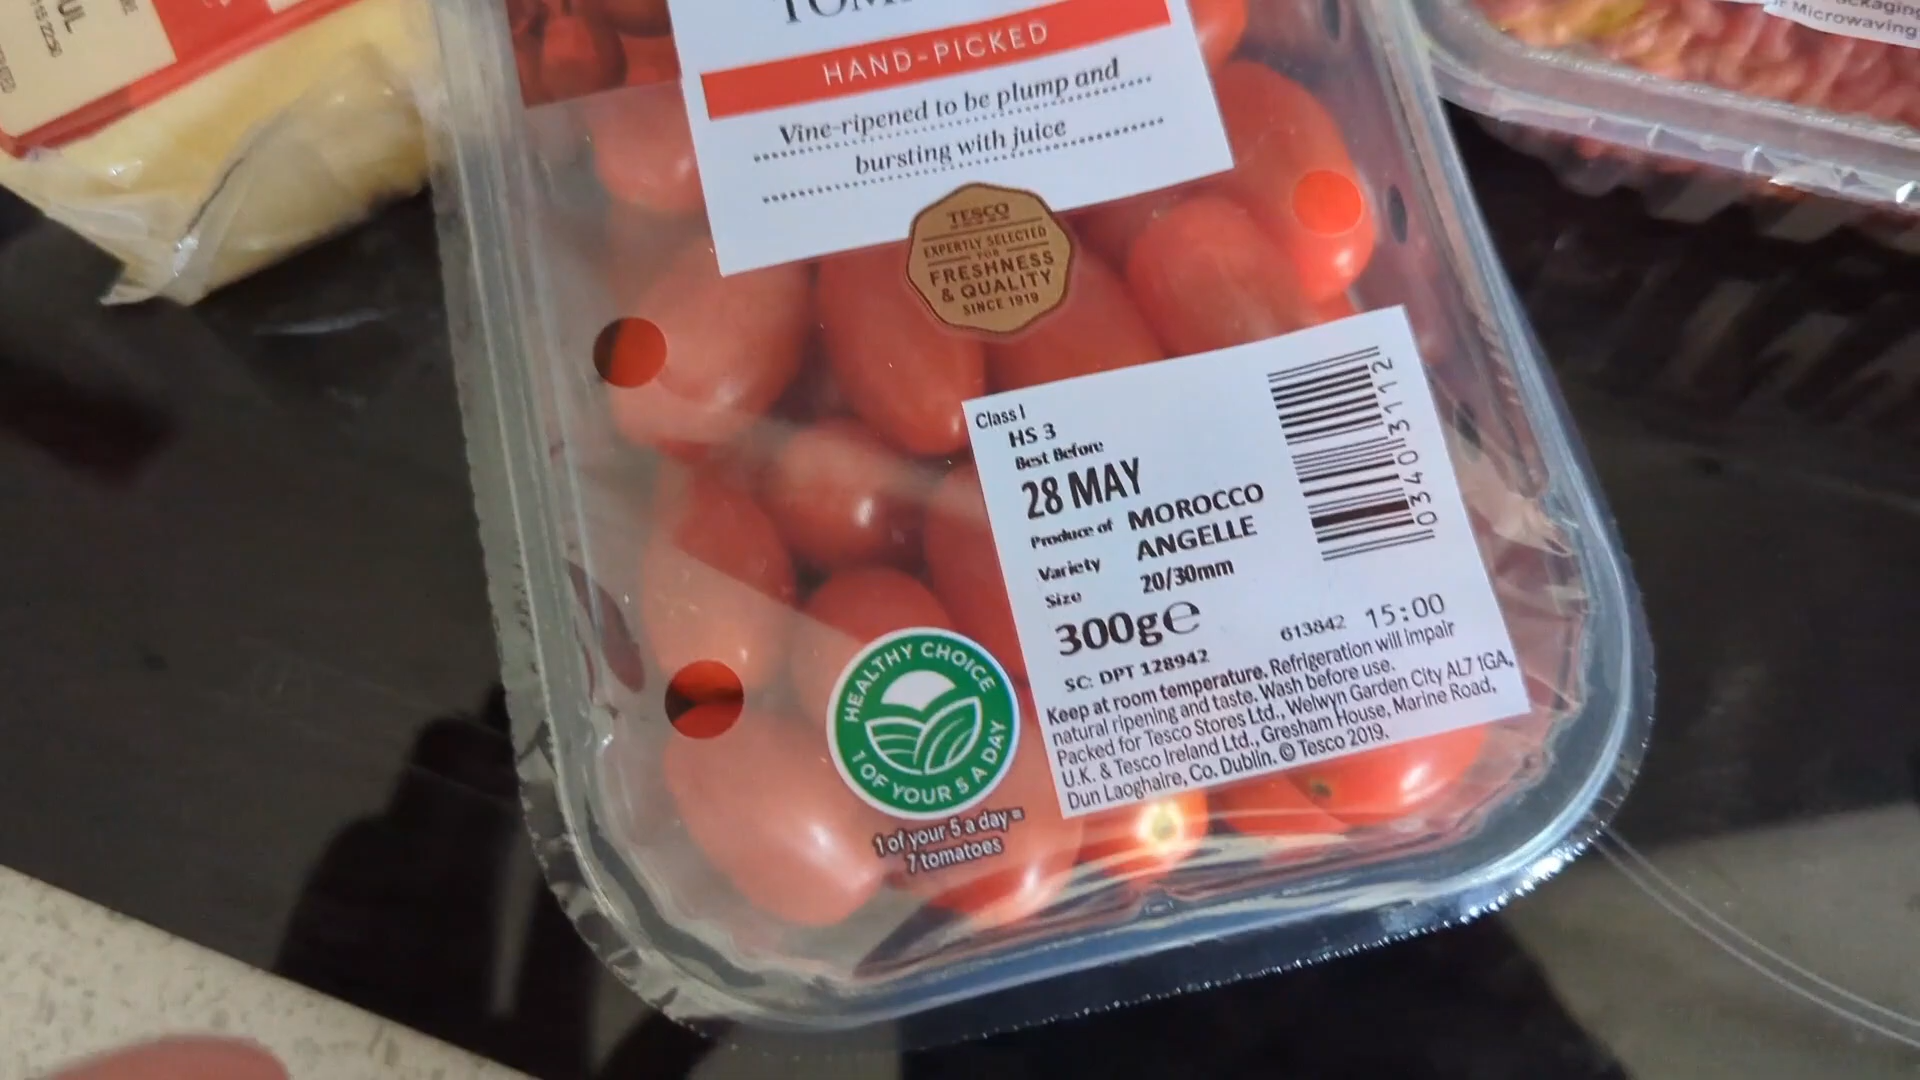 HAND-PICKED
Vine-ripened to be plump and
bursting with juice
TESCO
EXPERTLY SELECTED
FOR
FRESHNESS
& QUALITY
SINCE 1919
Class I
HS 3
Best Before
28 MAY
Produce of MOROCCO
Variety ANGELLE
Size 20/30mm
300g℮
613842 15:00
SC: DPT 128942
Keep at room temperature. Refrigeration will impair
natural ripening and taste. Wash before use.
Packed for Tesco Stores Ltd., Welwyn Garden City AL7 1GA,
U.K. & Tesco Ireland Ltd., Gresham House, Marine Road,
Dun Laoghaire, Co. Dublin. © Tesco 2019.
03403112
HEALTHY CHOICE
1 OF YOUR 5 A DAY
1 of your 5 a day =
7 tomatoes
Microwaving